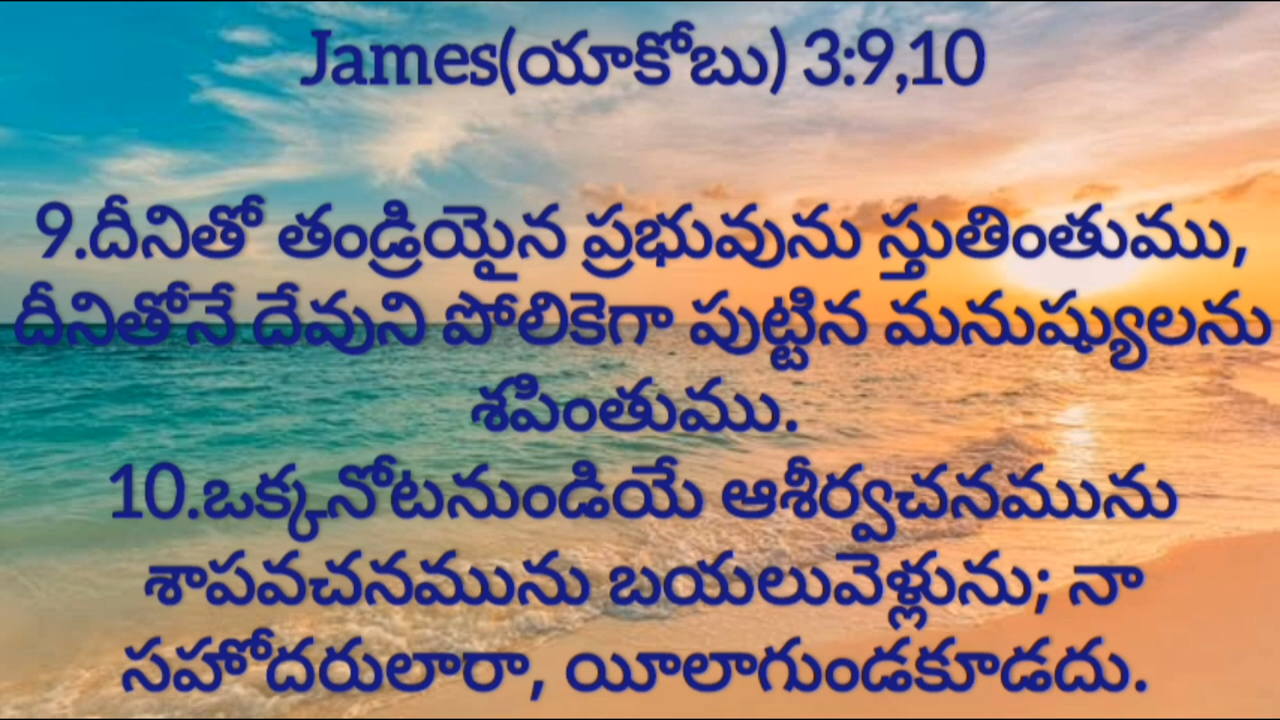 James(యాకోబు) 3:9,10
9.దీనితో తండ్రియైన ప్రభువును స్తుతింతుము,
దీనితోనే దేవుని పోలికెగా పుట్టిన మనుష్యులను
శపింతుము.
10.ఒక్కనోటనుండియే ఆశీర్వచనమును
శాపవచనమును బయలువెళ్లును; నా
సహోదరులారా, యీలాగుండకూడదు.